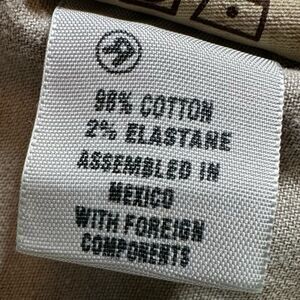 98% COTTON
2% ELASTANE
ASSEMBLED IN
MEXICO
WITH FOREIGN
COMPONENTS